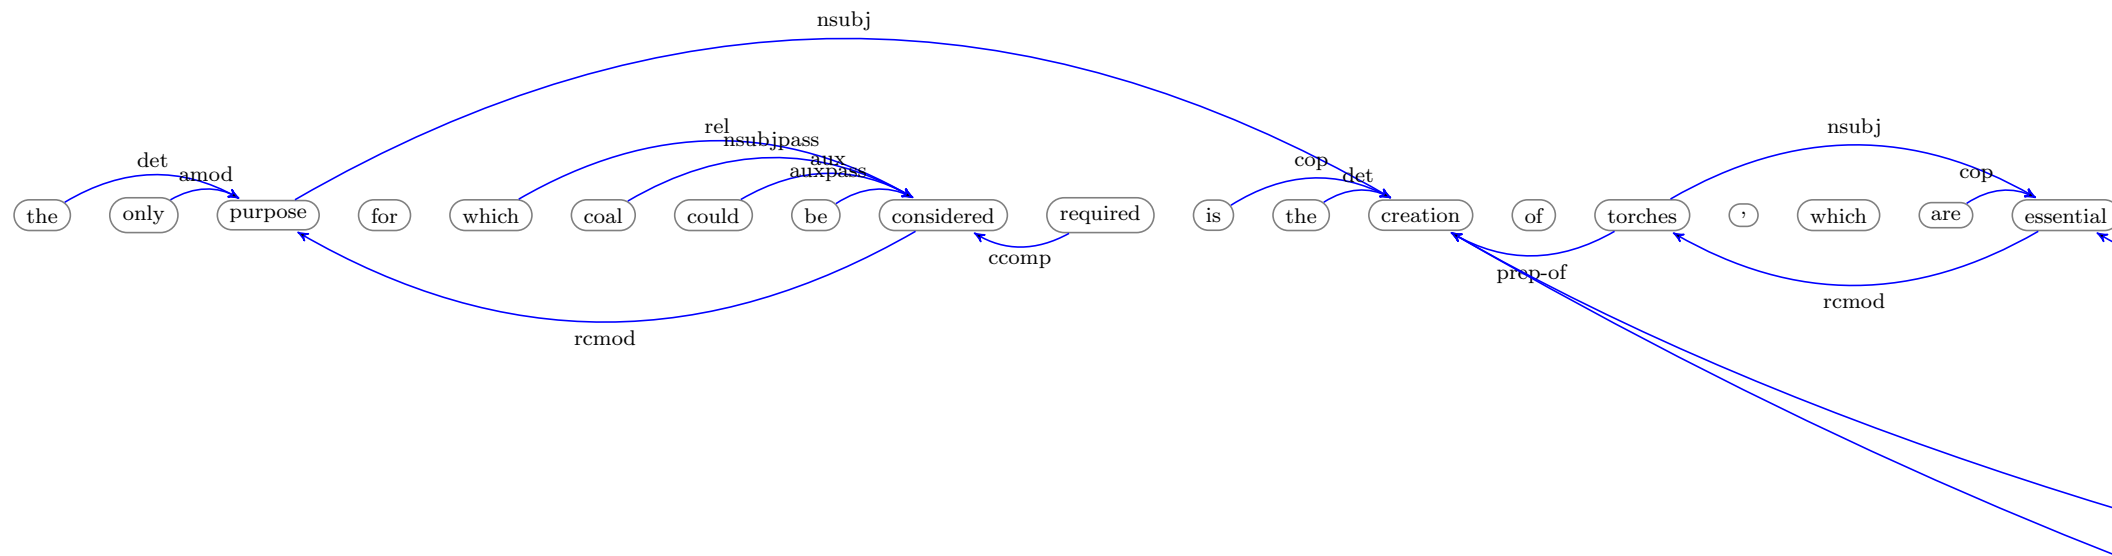 nsubj
rel nsubj
nsubjpass
det aux cop
amod auxpass det cop
the only purpose for which coal could be considered required is the creation of torches , which are essential
ccomp
prep-of
rcmod
rcmod